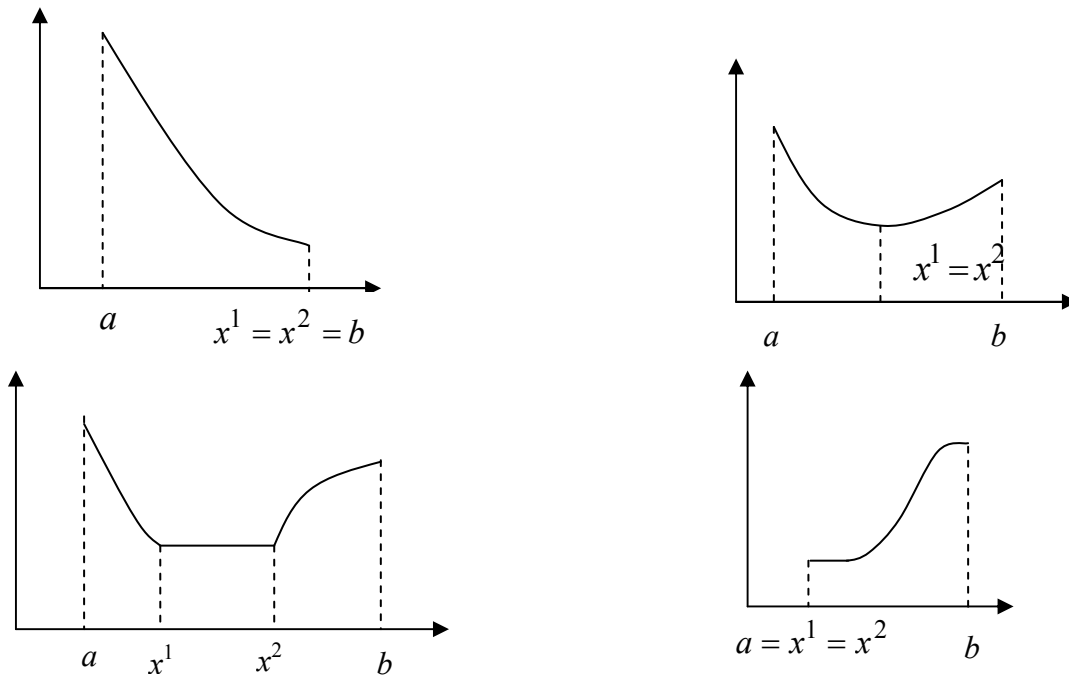 a x¹ = x² = b
x¹ = x²
a b
a x¹ x² b
a = x¹ = x² b